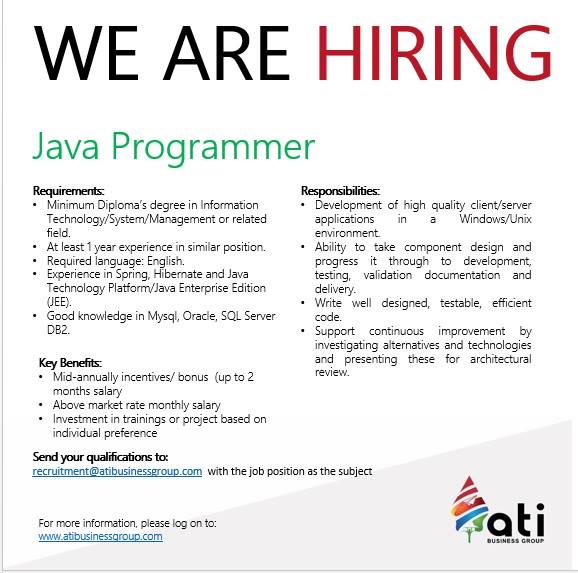 WE ARE HIRING
Java Programmer
Requirements:
• Minimum Diploma's degree in Information
Technology/System/Management or related
field.
• At least 1 year experience in similar position.
• Required language: English.
• Experience in Spring, Hibernate and Java
Technology Platform/Java Enterprise Edition
(JEE).
• Good knowledge in Mysql, Oracle, SQL Server
DB2.
Key Benefits:
• Mid-annually incentives/ bonus (up to 2
months salary
• Above market rate monthly salary
• Investment in trainings or project based on
individual preference
Responsibilities:
• Development of high quality client/server
applications in a Windows/Unix
environment.
• Ability to take component design and
progress it through to development,
testing, validation documentation and
delivery.
• Write well designed, testable, efficient
code.
• Support continuous improvement by
investigating alternatives and technologies
and presenting these for architectural
review.
Send your qualifications to:
recruitment@atibusinessgroup.com with the job position as the subject
For more information, please log on to:
www.atibusinessgroup.com
ati
BUSINESS GROUP